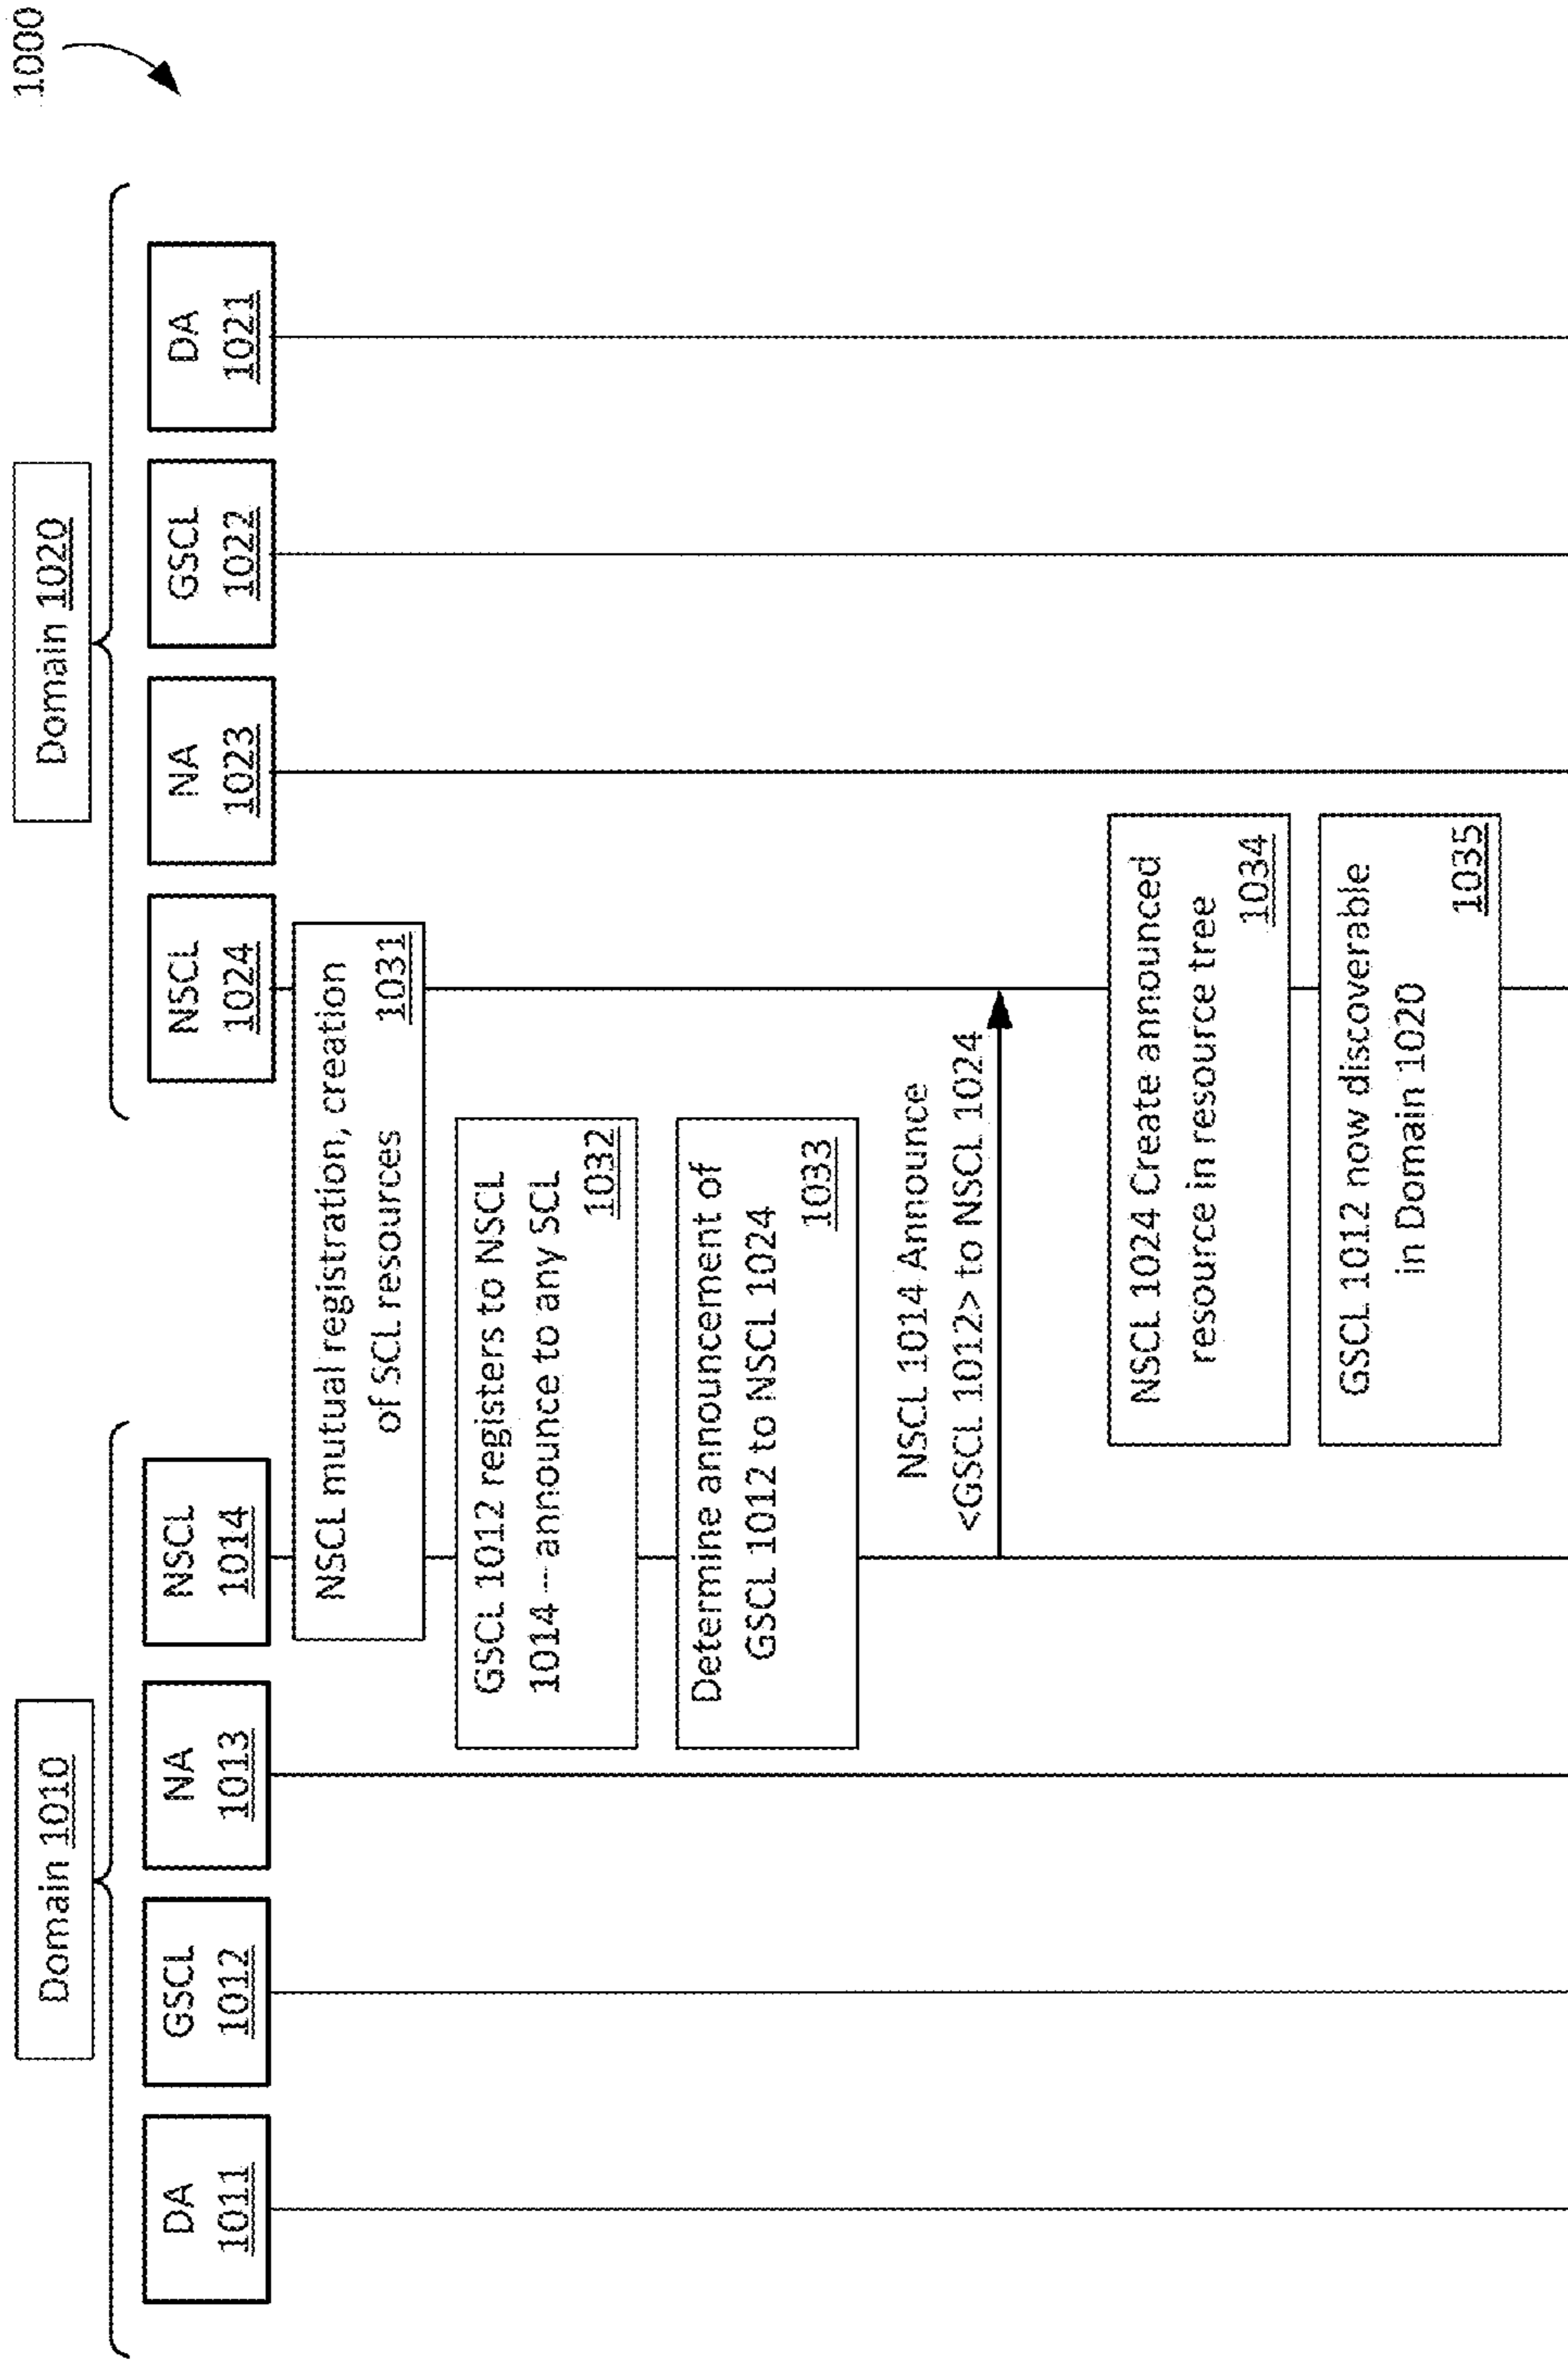 1000
Domain 1010
Domain 1020
DA
1011
GSCL
1012
NA
1013
NSCL
1014
NSCL
1024
NA
1023
GSCL
1022
DA
1021
NSCL mutual registration, creation
of SCL resources
1031
GSCL 1012 registers to NSCL
1014 -- announce to any SCL
1032
Determine announcement of
GSCL 1012 to NSCL 1024
1033
NSCL 1014 Announce
<GSCL 1012> to NSCL 1024
NSCL 1024 Create announced
resource in resource tree
1034
GSCL 1012 now discoverable
in Domain 1020
1035